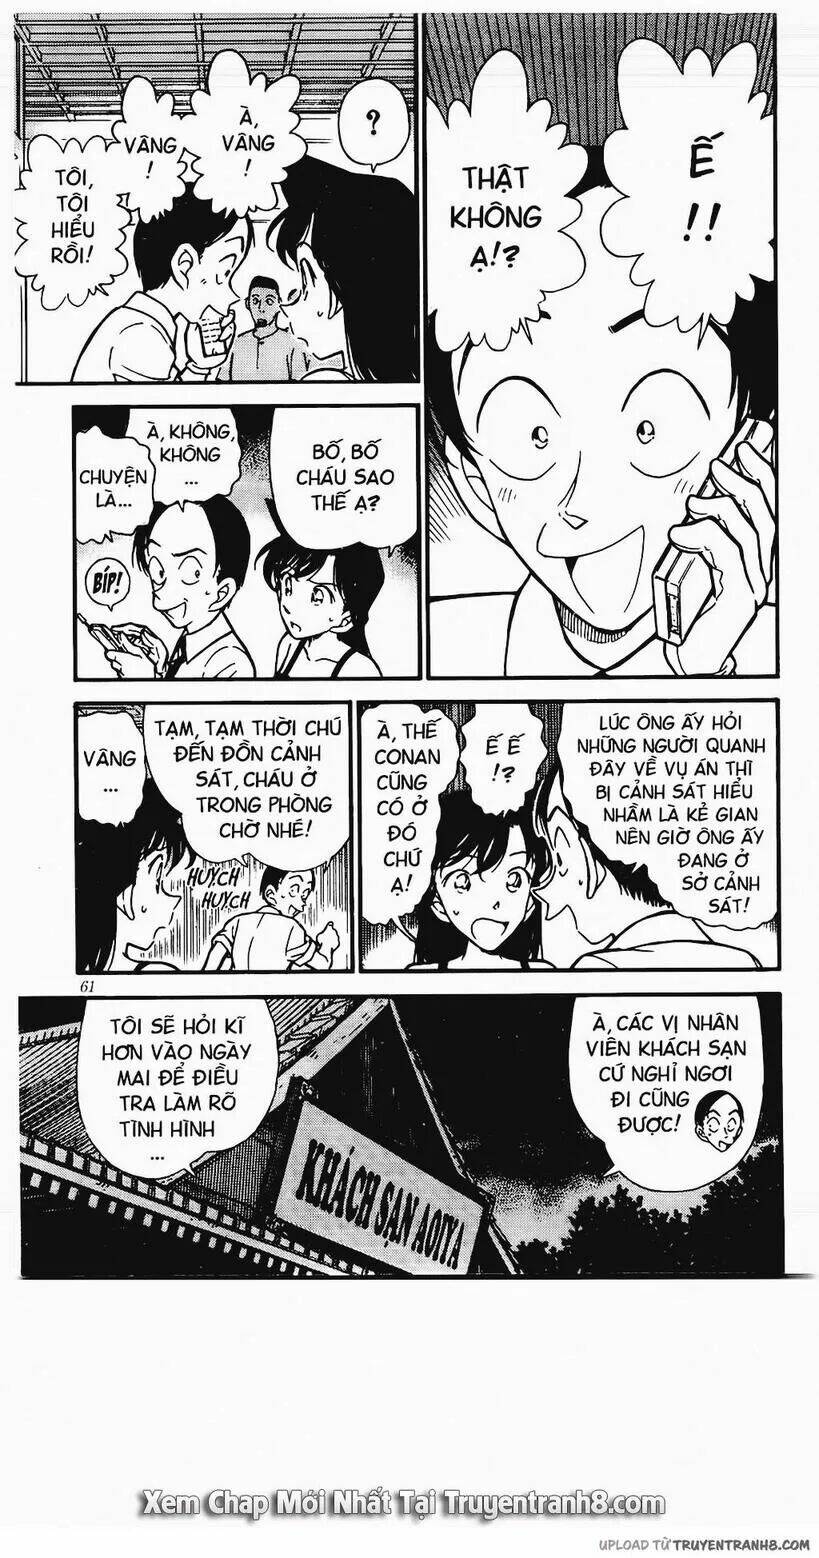 Ế
!!
THẬT
KHÔNG
Ạ!?
?
À,
VÂNG!
VÂNG
!
TÔI,
TÔI
HIỂU
RỒI!
BỐ, BỐ
CHÁU SAO
THẾ Ạ?
À, KHÔNG,
KHÔNG
...
CHUYỆN
LÀ...
BÍP!
LÚC ÔNG ẤY HỎI
NHỮNG NGƯỜI QUANH
ĐÂY VỀ VỤ ÁN THÌ
BỊ CẢNH SÁT HIỂU
NHẦM LÀ KẺ GIAN
NÊN GIỜ ÔNG ẤY
ĐANG Ở
SỞ CẢNH
SÁT!
Ế Ế
!?
À, THẾ
CONAN
CŨNG
CÓ Ở
ĐÓ
CHỨ
Ạ!
TẠM, TẠM THỜI CHÚ
ĐẾN ĐỒN CẢNH
SÁT, CHÁU Ở
TRONG PHÒNG
CHỜ NHÉ!
VÂNG
...
HUỲCH
HUỲCH
61
À, CÁC VỊ NHÂN
VIÊN KHÁCH SẠN
CỨ NGHỈ NGƠI
ĐI CŨNG
ĐƯỢC!
TÔI SẼ HỎI KĨ
HƠN VÀO NGÀY
MAI ĐỂ ĐIỀU
TRA LÀM RÕ
TÌNH HÌNH
...
KHÁCH SẠN AOIYA
Xem Chap Mới Nhất Tại Truyentranh8.com
UPLOAD TỪ TRUYENTRANH8.COM